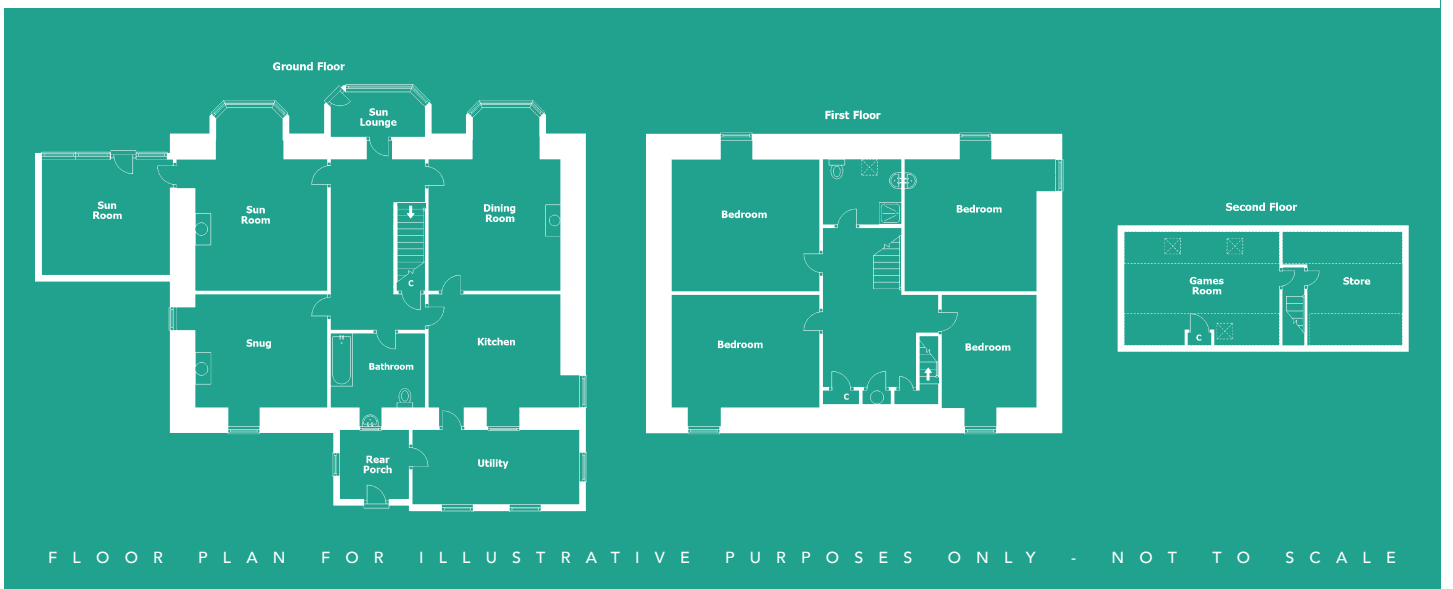 Ground Floor
Sun
Lounge
Sun
Room
Sun
Room
Dining
Room
C
Snug
Kitchen
Bathroom
Rear
Porch
Utility
First Floor
Bedroom
Bedroom
Bedroom
Bedroom
C
Second Floor
Games
Room
Store
C
FLOOR PLAN FOR ILLUSTRATIVE PURPOSES ONLY - NOT TO SCALE